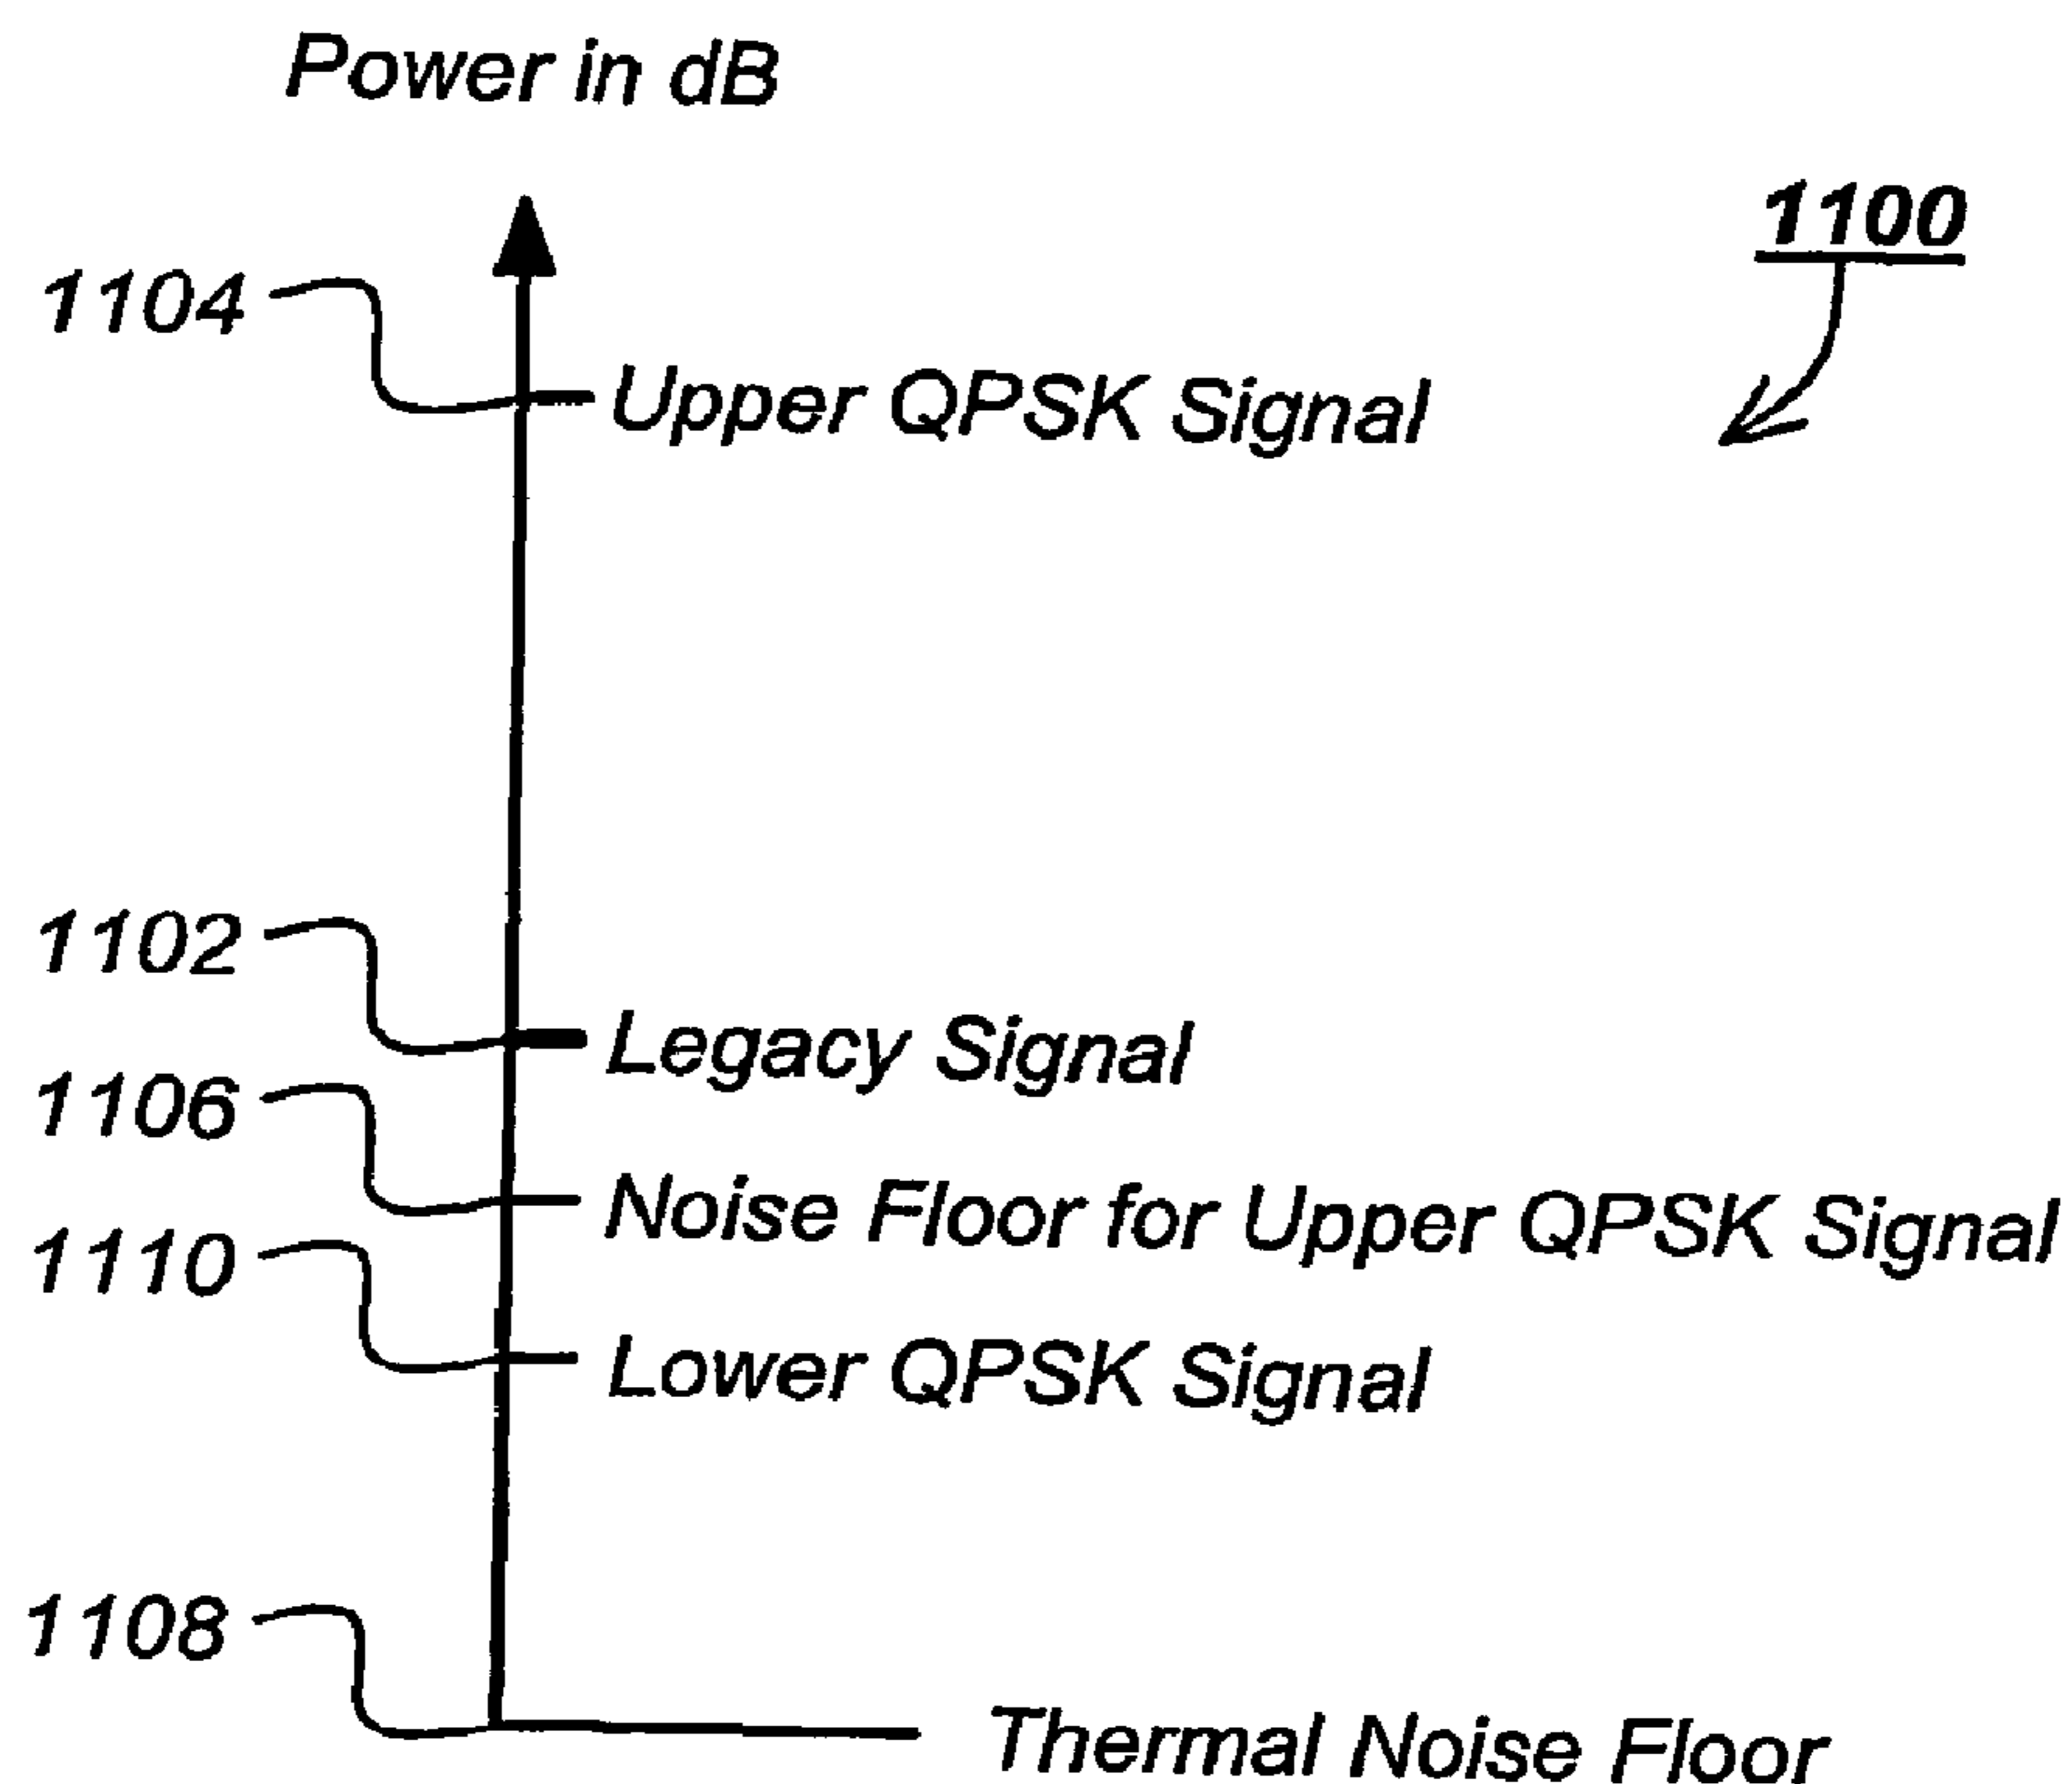 Power in dB
1100
1104
Upper QPSK Signal
1102
Legacy Signal
1106
Noise Floor for Upper QPSK Signal
1110
Lower QPSK Signal
1108
Thermal Noise Floor